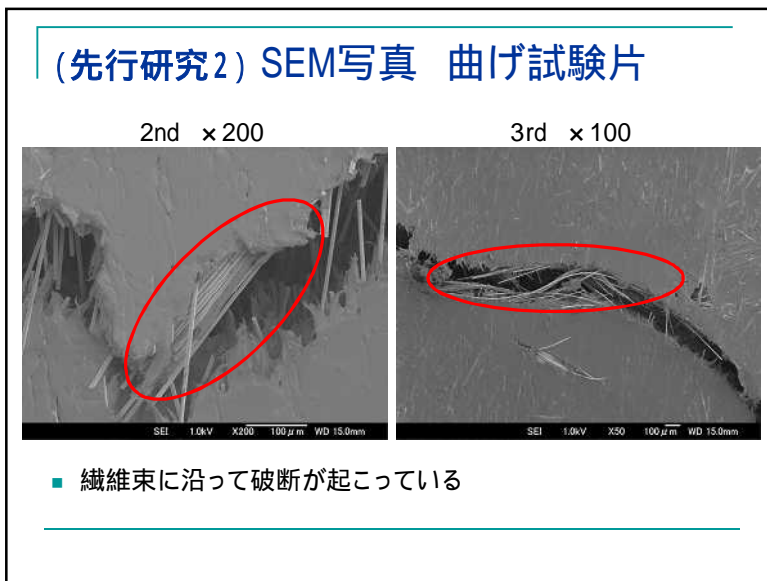 (先行研究2) SEM写真　曲げ試験片
2nd　×200
3rd　×100
SEI 1.0kV X200 100μm WD 15.0mm
SEI 1.0kV X50 100μm WD 15.0mm
■ 繊維束に沿って破断が起こっている